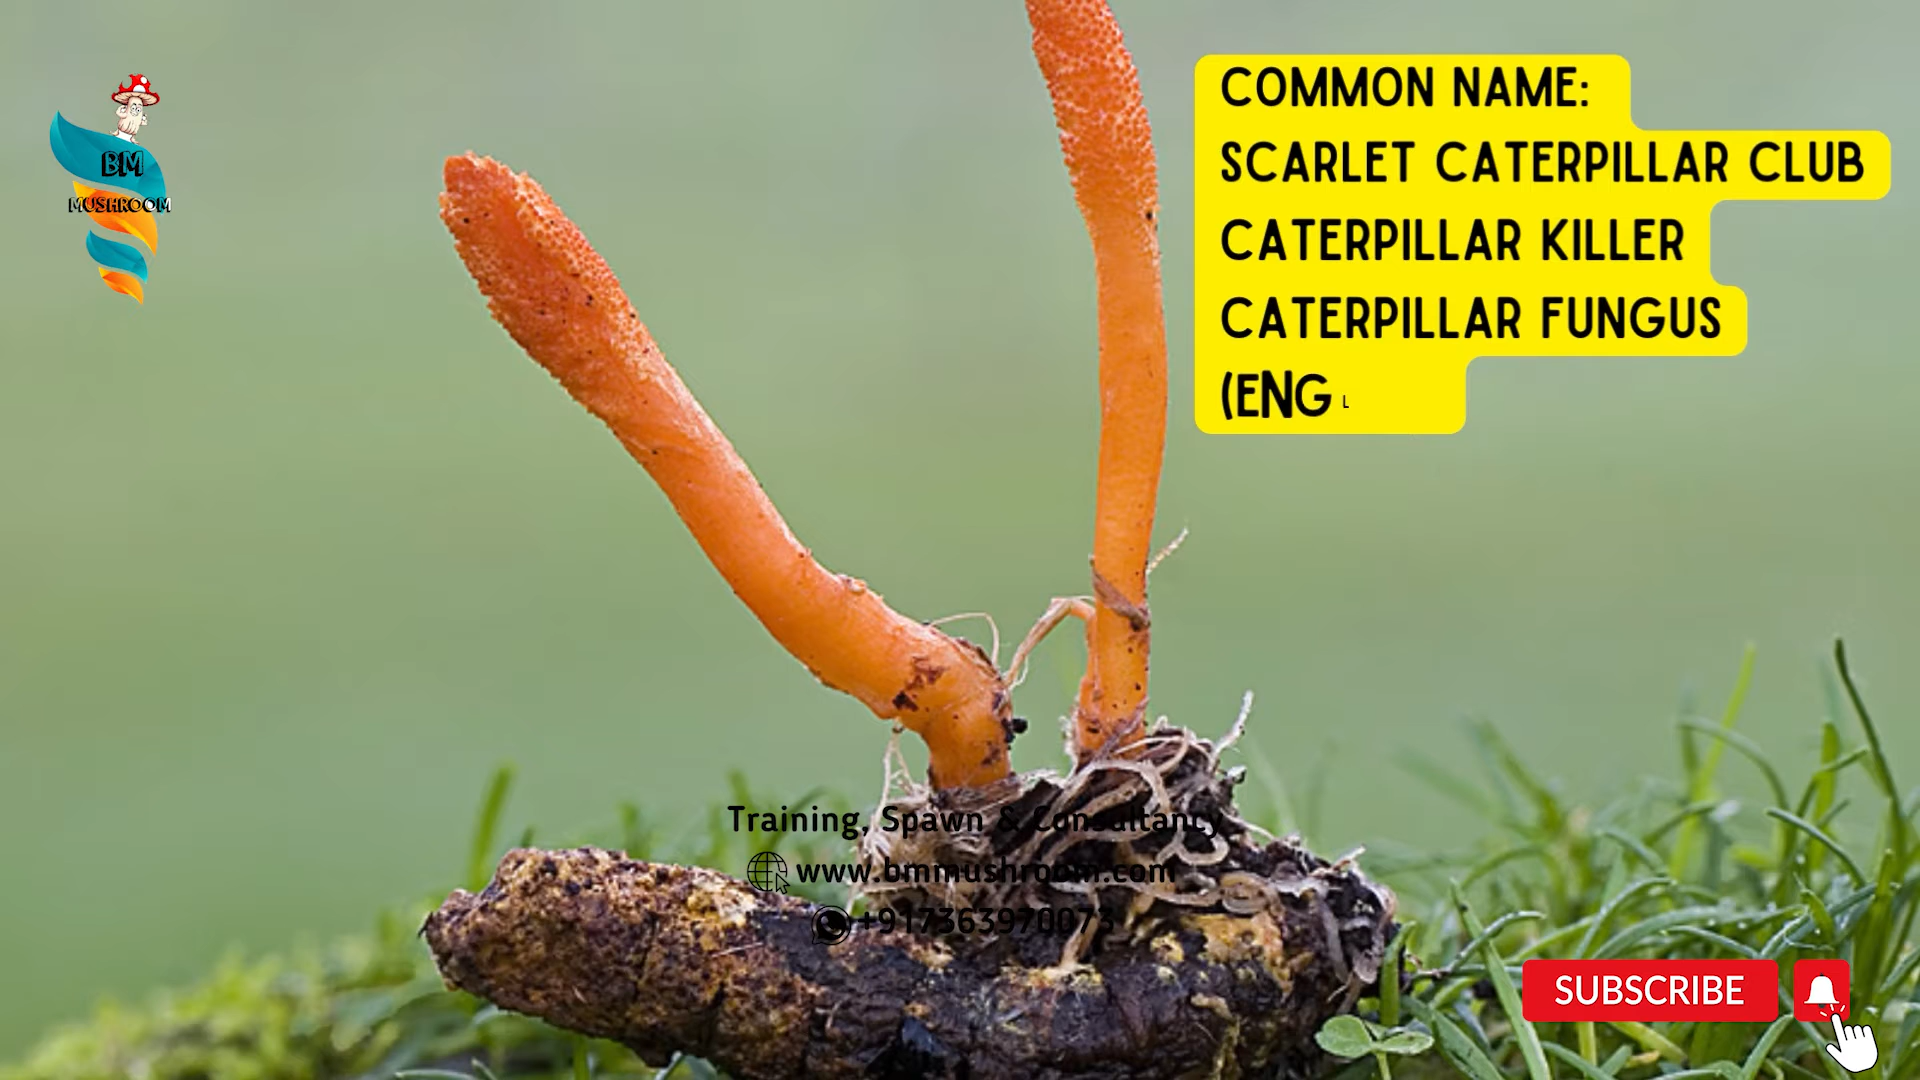 BM
MUSHROOM
COMMON NAME:
SCARLET CATERPILLAR CLUB
CATERPILLAR KILLER
CATERPILLAR FUNGUS
(ENGL
Training, Spawn & Consultancy
www.bmmushroom.com
+917363970073
SUBSCRIBE